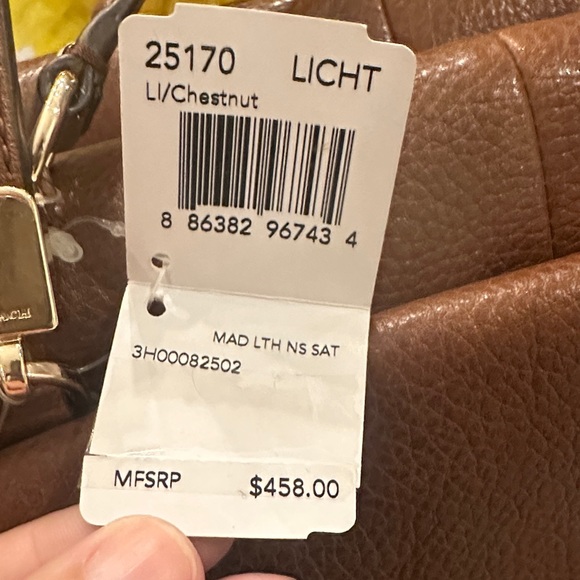 25170 LICHT
LI/Chestnut
8 86382 96743 4
MAD LTH NS SAT
3H00082502
MFSRP $458.00